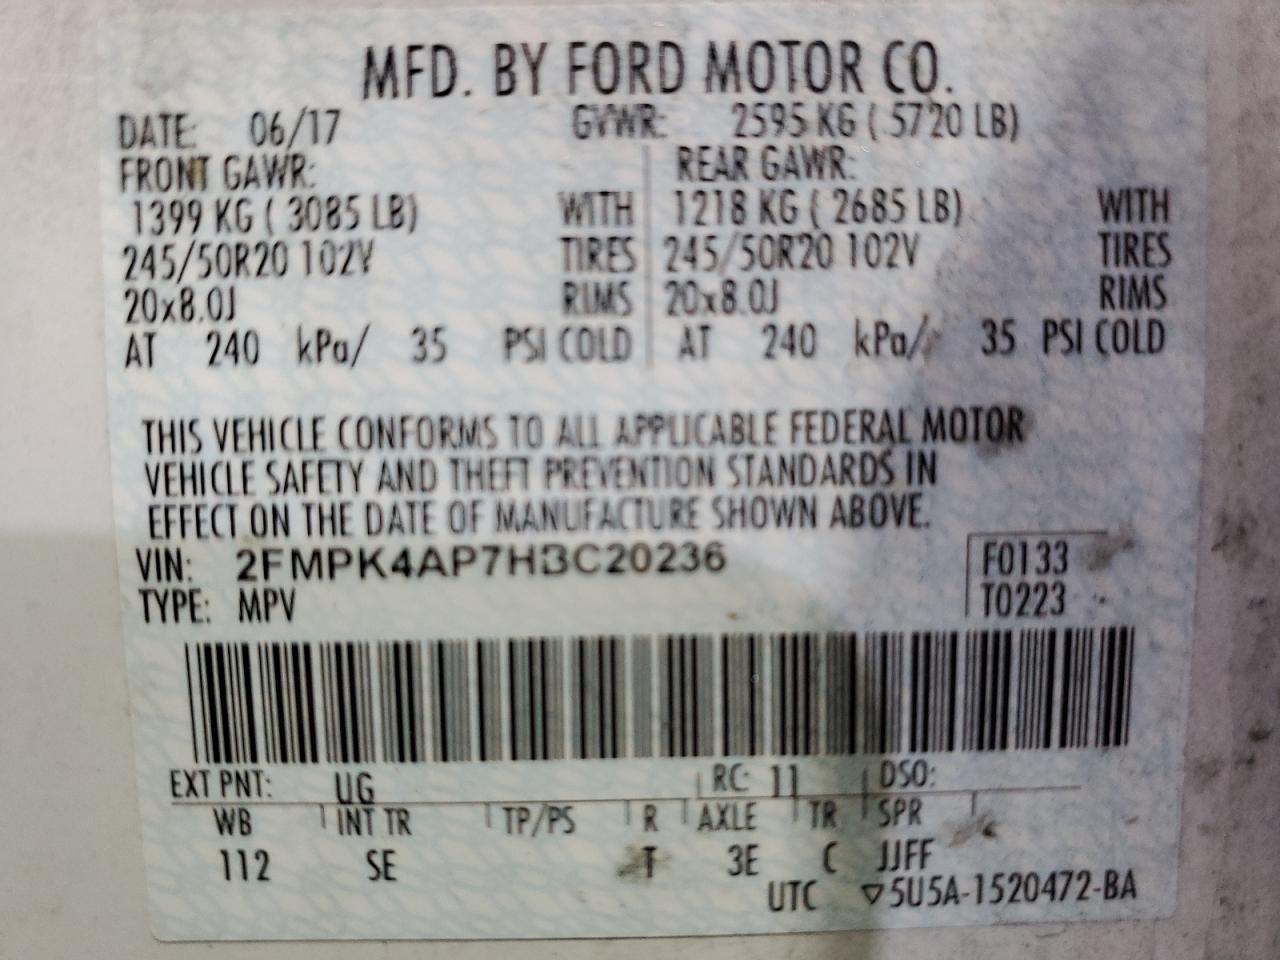 MFD. BY FORD MOTOR CO.
DATE: 06/17 GVWR: 2595 KG ( 5720 LB)
FRONT GAWR: REAR GAWR:
1399 KG ( 3085 LB) WITH 1218 KG ( 2685 LB) WITH
245/50R20 102V TIRES 245/50R20 102V TIRES
20x8.0J RIMS 20x8.0J RIMS
AT 240 kPa/ 35 PSI COLD AT 240 kPa/ 35 PSI COLD
THIS VEHICLE CONFORMS TO ALL APPLICABLE FEDERAL MOTOR
VEHICLE SAFETY AND THEFT PREVENTION STANDARDS IN
EFFECT ON THE DATE OF MANUFACTURE SHOWN ABOVE.
VIN: 2FMPK4AP7HBC20236 F0133
TYPE: MPV T0223
EXT PNT: UG RC: 11 DSO:
WB INT TR TP/PS R AXLE TR SPR
112 SE T 3E C JJFF
UTC ▽5U5A-1520472-BA